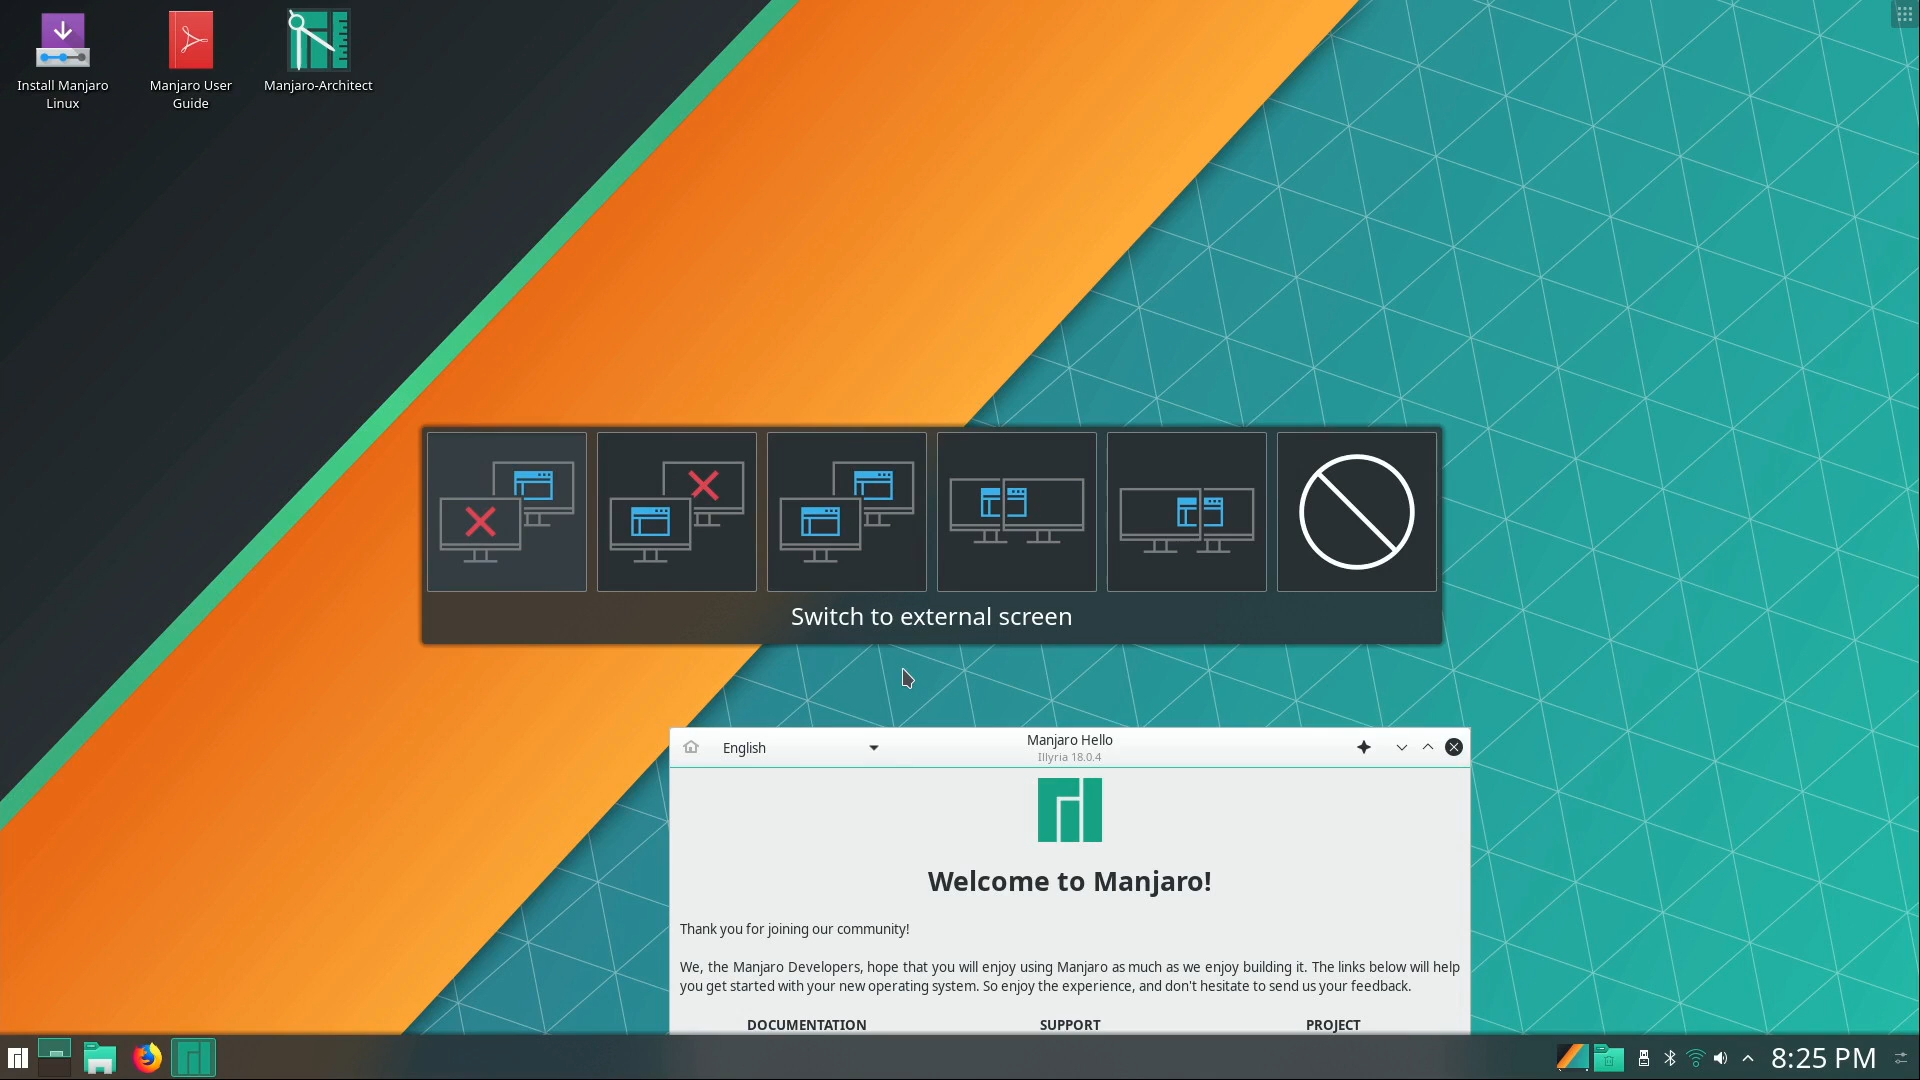 Install Manjaro
Linux
Manjaro User
Guide
Manjaro-Architect
Switch to external screen
English
Manjaro Hello
Illyria 18.0.4
Welcome to Manjaro!
Thank you for joining our community!
We, the Manjaro Developers, hope that you will enjoy using Manjaro as much as we enjoy building it. The links below will help
you get started with your new operating system. So enjoy the experience, and don't hesitate to send us your feedback.
DOCUMENTATION
SUPPORT
PROJECT
8:25 PM